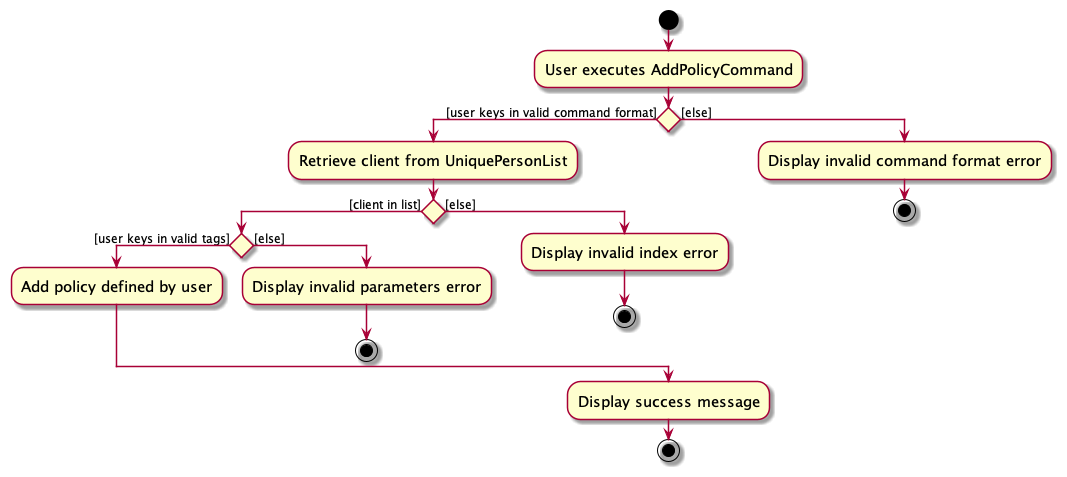 User executes AddPolicyCommand
[user keys in valid command format]
[else]
Retrieve client from UniquePersonList
Display invalid command format error
[client in list]
[else]
[user keys in valid tags]
[else]
Display invalid index error
Add policy defined by user
Display invalid parameters error
Display success message